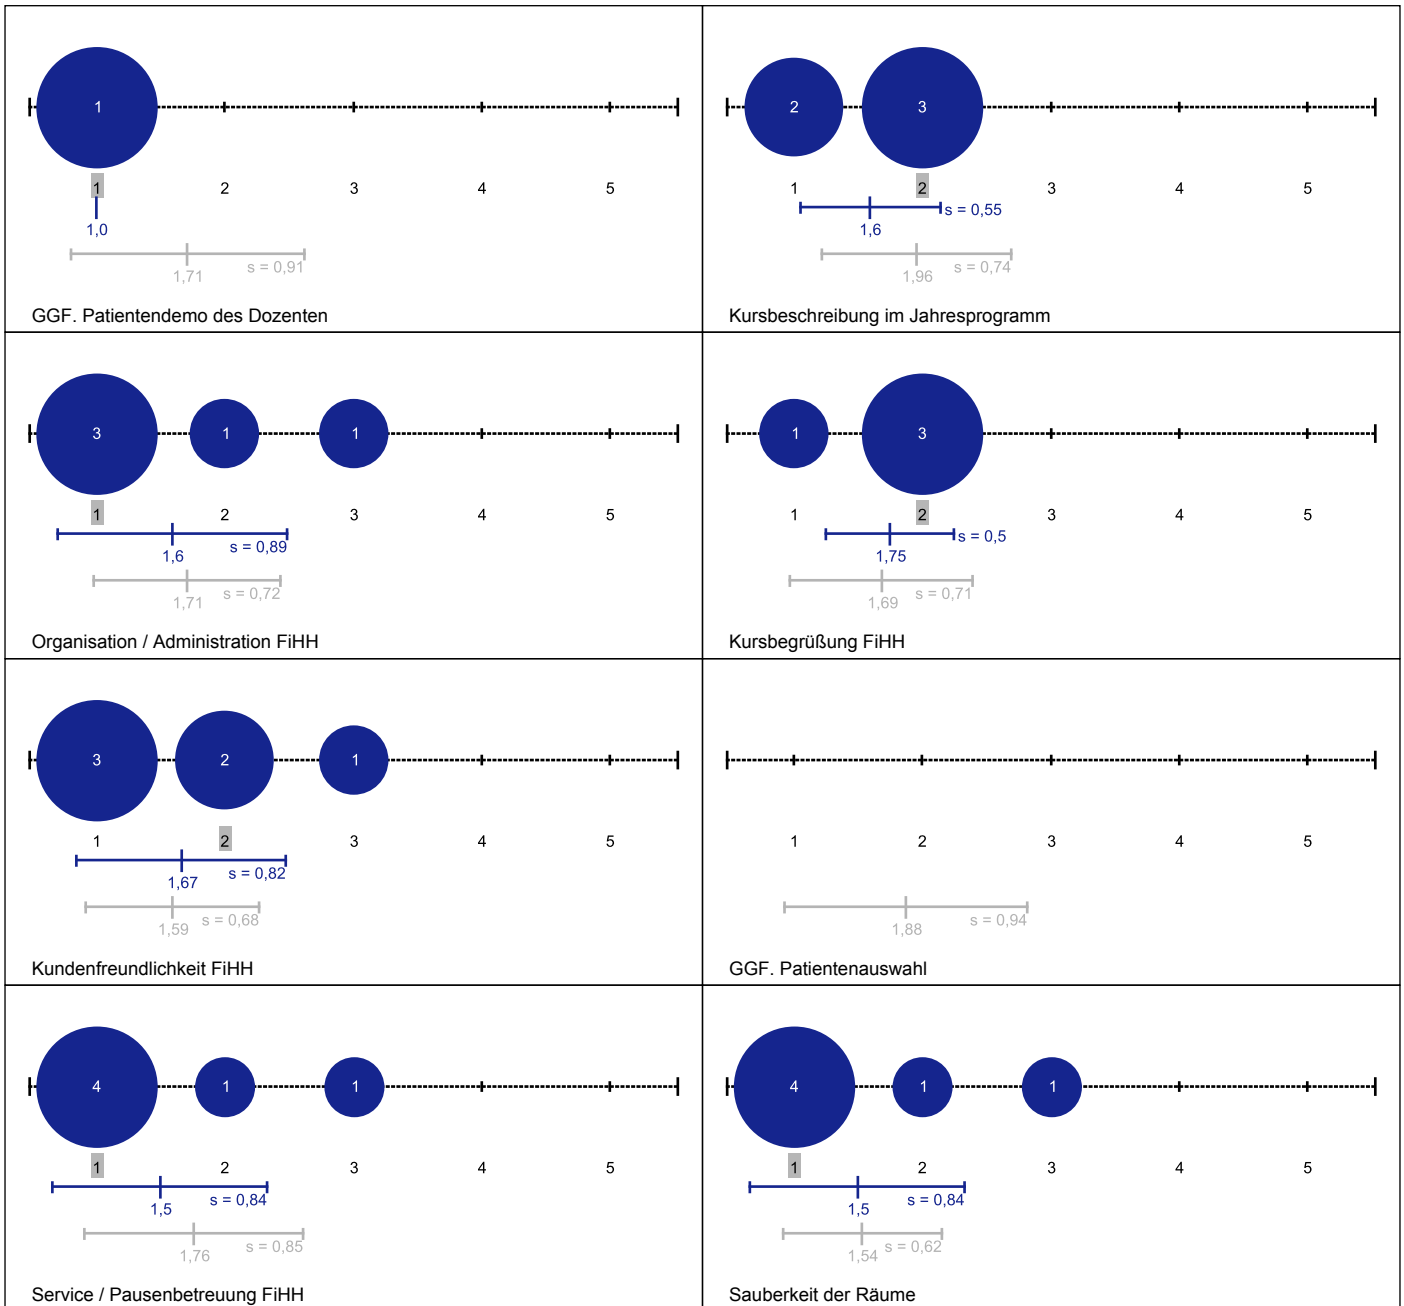 1
1 2 3 4 5
1,0
1,71 s = 0,91
GGF. Patientendemo des Dozenten
2 3
1 2 3 4 5
1,6 s = 0,55
1,96 s = 0,74
Kursbeschreibung im Jahresprogramm
3 1 1
1 2 3 4 5
1,6 s = 0,89
1,71 s = 0,72
Organisation / Administration FiHH
1 3
1 2 3 4 5
1,75 s = 0,5
1,69 s = 0,71
Kursbegrüßung FiHH
3 2 1
1 2 3 4 5
1,67 s = 0,82
1,59 s = 0,68
Kundenfreundlichkeit FiHH
1 2 3 4 5
1,88 s = 0,94
GGF. Patientenauswahl
4 1 1
1 2 3 4 5
1,5 s = 0,84
1,76 s = 0,85
Service / Pausenbetreuung FiHH
4 1 1
1 2 3 4 5
1,5 s = 0,84
1,54 s = 0,62
Sauberkeit der Räume